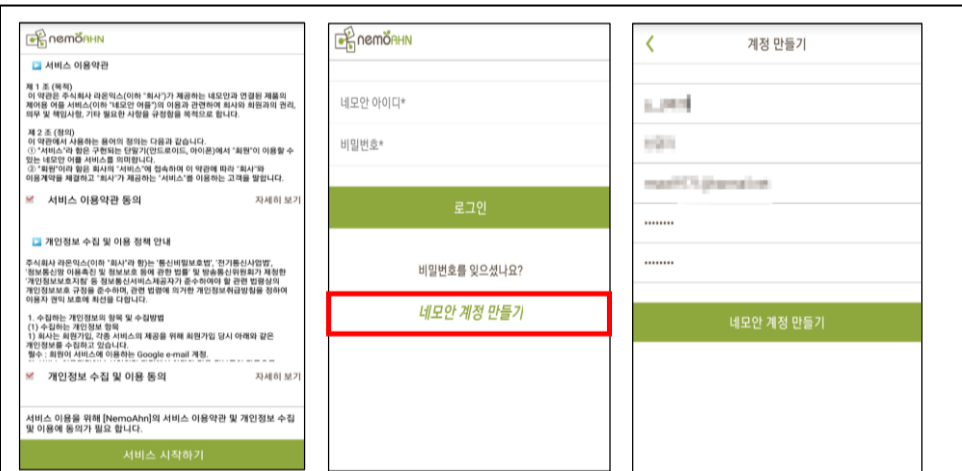 nemoAHN
서비스 이용약관
제 1 조 (목적)
이 약관은 주식회사 라온익스(이하 "회사")가 제공하는 네모안과 연결된 제품의
제어용 어플 서비스(이하 "네모안 어플")의 이용과 관련하여 회사와 회원과의 권리,
의무 및 책임사항, 기타 필요한 사항을 규정함을 목적으로 합니다.
제 2 조 (정의)
이 약관에서 사용하는 용어의 정의는 다음과 같습니다.
① "서비스"라 함은 구현되는 단말기(안드로이드, 아이폰)에서 "회원"이 이용할 수
있는 네모안 어플 서비스를 의미합니다.
② "회원"이라 함은 회사의 "서비스"에 접속하여 이 약관에 따라 "회사"와
이용계약을 체결하고 "회사"가 제공하는 "서비스"를 이용하는 고객을 말합니다.
서비스 이용약관 동의 자세히 보기
개인정보 수집 및 이용 정책 안내
주식회사 라온익스(이하 "회사"라 함)는 '통신비밀보호법', '전기통신사업법',
'정보통신망 이용촉진 및 정보보호 등에 관한 법률' 및 방송통신위원회가 제정한
'개인정보보호지침' 등 정보통신서비스제공자가 준수하여야 할 관련 법령상의
개인정보보호 규정을 준수하며, 관련 법령에 의거한 개인정보취급방침을 정하여
이용자 권익 보호에 최선을 다합니다.
1. 수집하는 개인정보의 항목 및 수집방법
(1) 수집하는 개인정보 항목
1) 회사는 회원가입, 각종 서비스의 제공을 위해 회원가입 당시 아래와 같은
개인정보를 수집하고 있습니다.
필수 : 회원이 서비스에 이용하는 Google e-mail 계정.
개인정보 수집 및 이용 동의 자세히 보기
서비스 이용을 위해 [NemoAhn]의 서비스 이용약관 및 개인정보 수집
및 이용에 동의가 필요 합니다.
서비스 시작하기
nemoAHN
네모안 아이디*
비밀번호*
로그인
비밀번호를 잊으셨나요?
네모안 계정 만들기
계정 만들기
네모안 계정 만들기